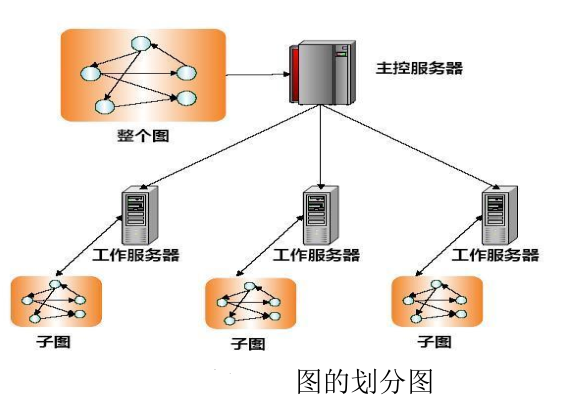 主控服务器
整个图
工作服务器 工作服务器 工作服务器
子图 子图 子图
图的划分图